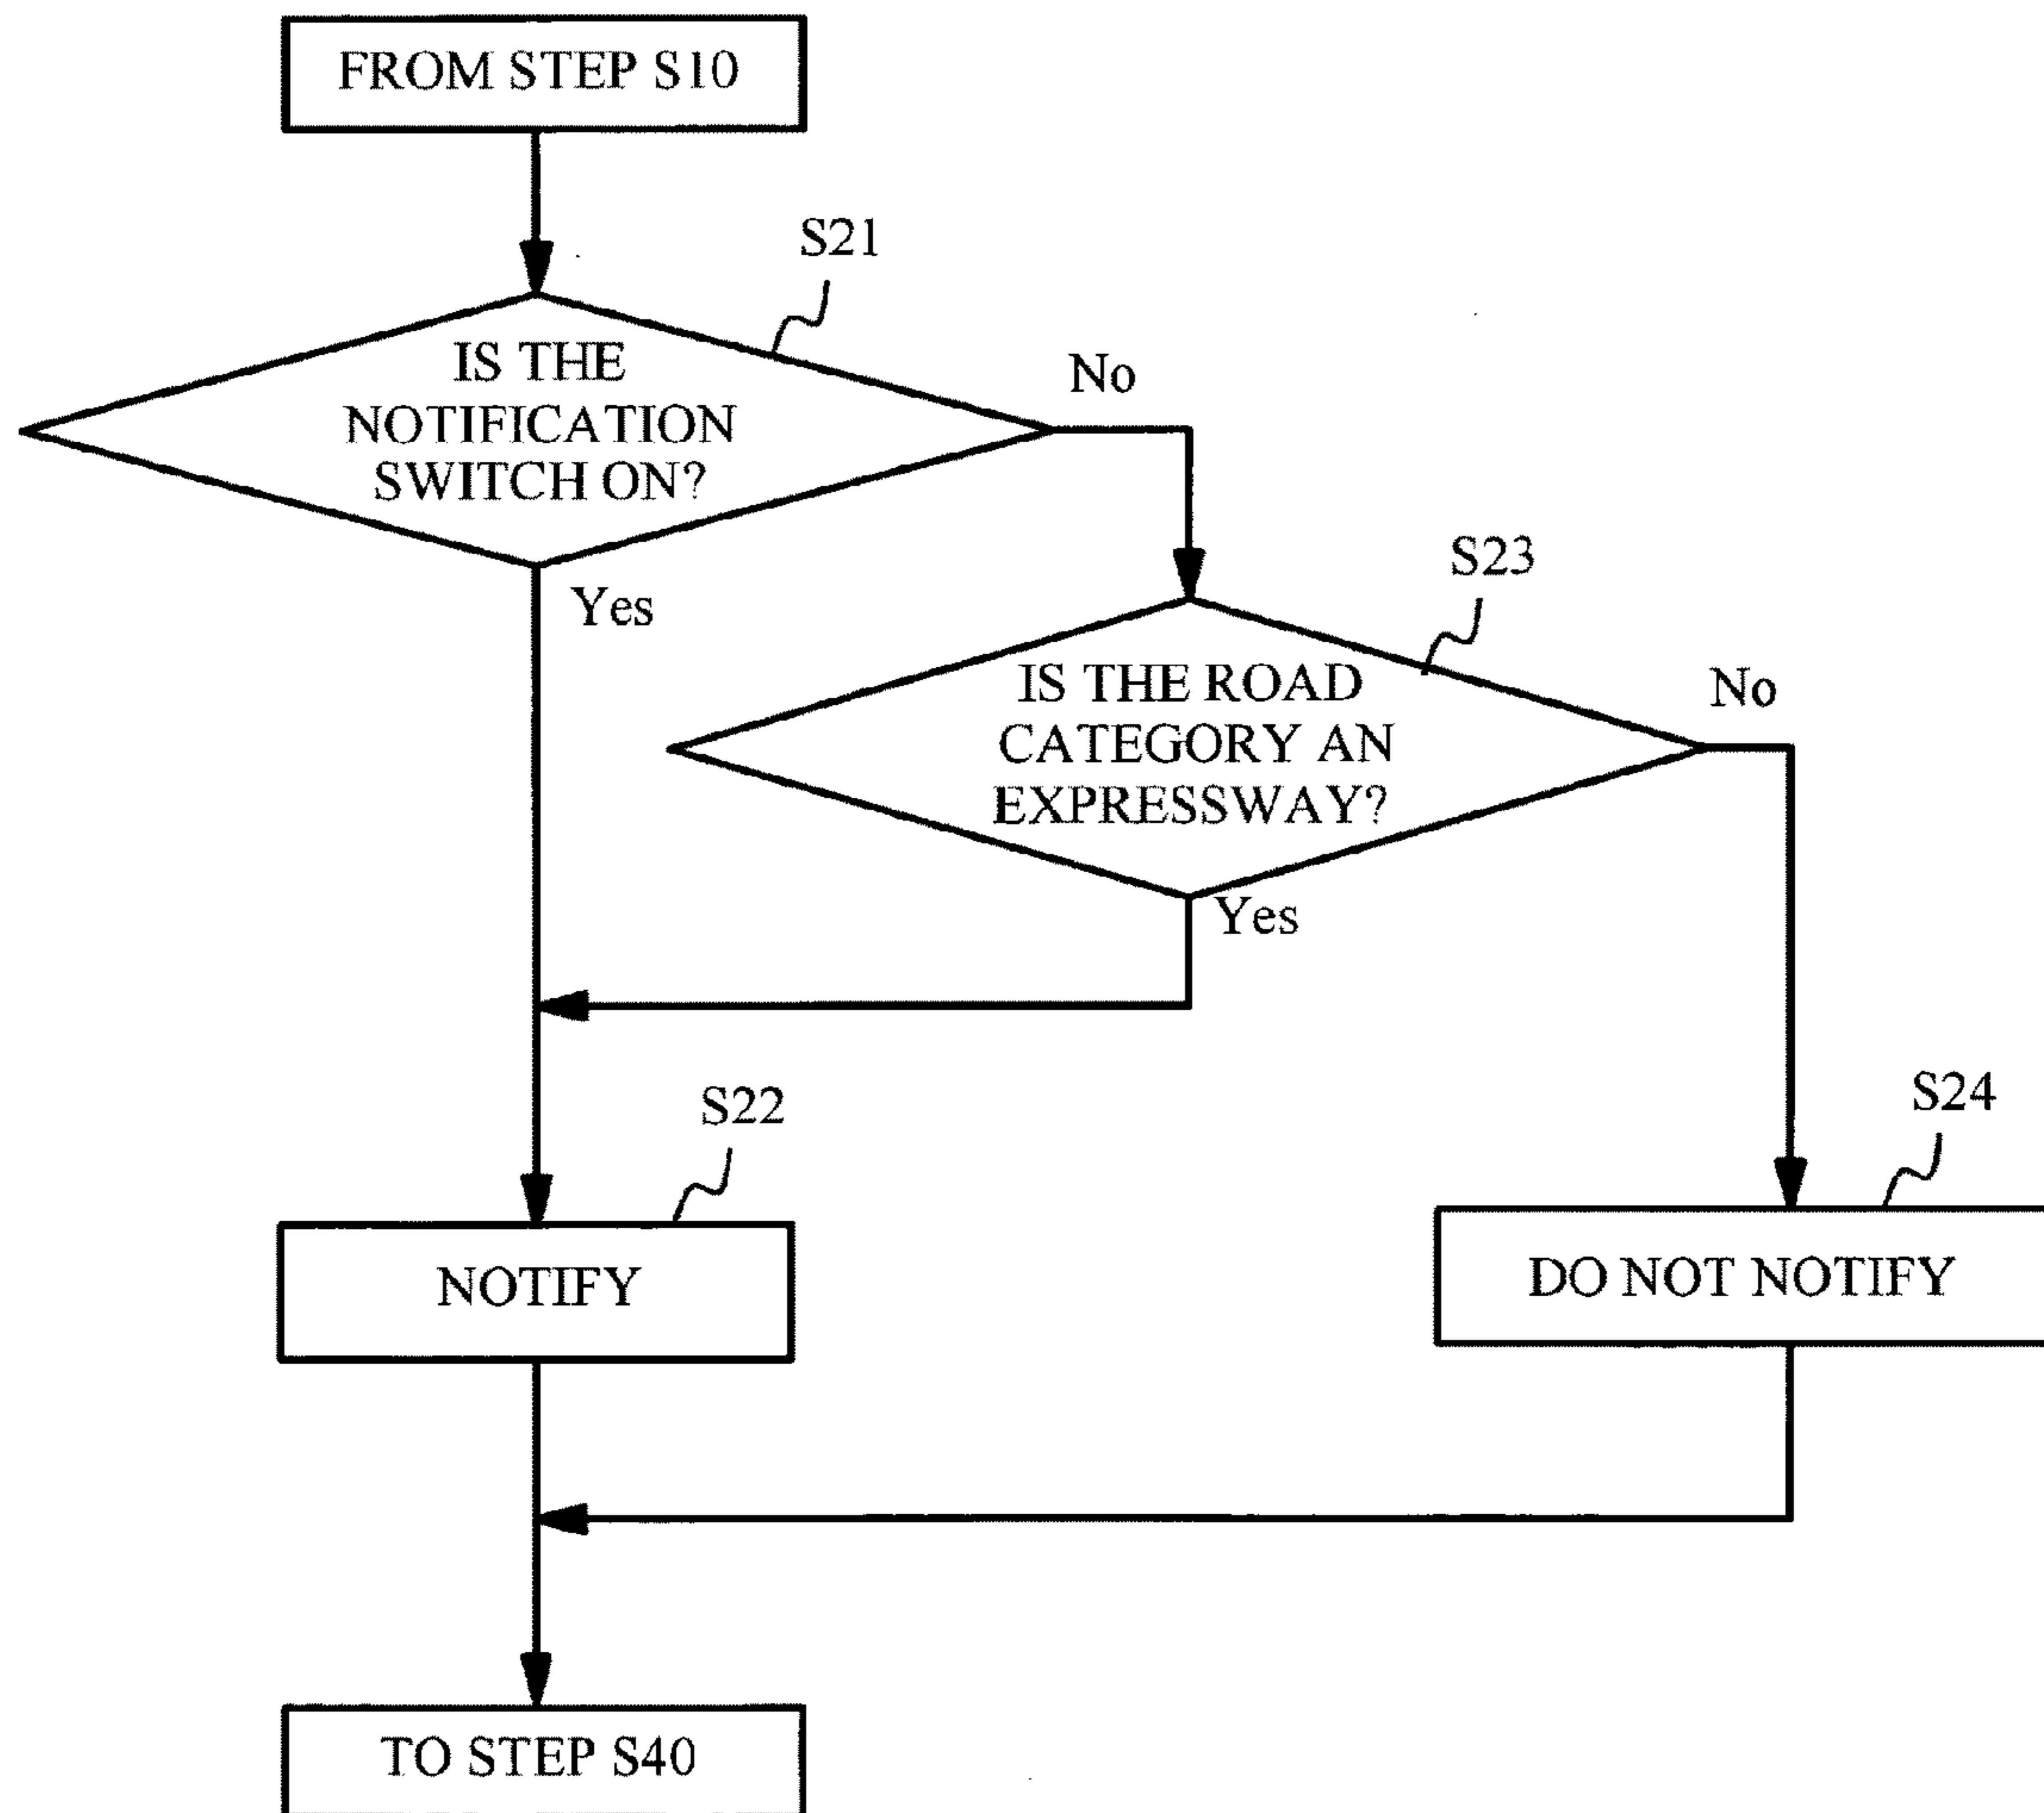 FROM STEP S10
S21
IS THE
NOTIFICATION
SWITCH ON?
No
Yes
S23
IS THE ROAD
CATEGORY AN
EXPRESSWAY?
No
Yes
S22
NOTIFY
S24
DO NOT NOTIFY
TO STEP S40